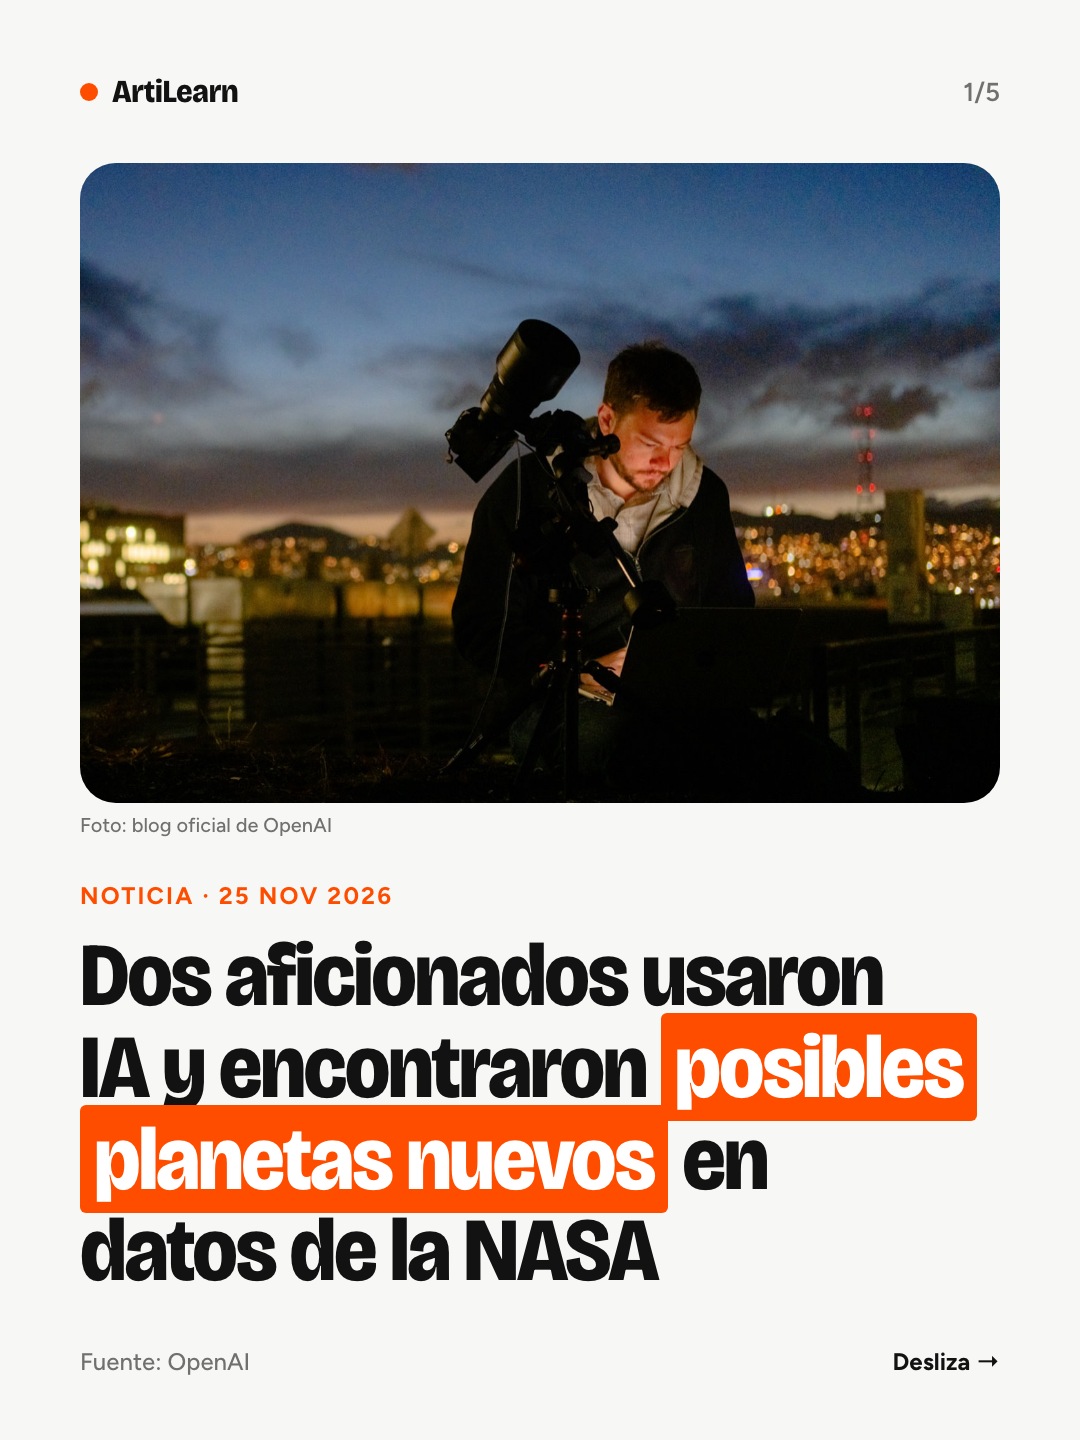 ArtiLearn
1/5
Foto: blog oficial de OpenAI
NOTICIA · 25 NOV 2026
Dos aficionados usaron
IA y encontraron posibles
planetas nuevos en
datos de la NASA
Fuente: OpenAI
Desliza →